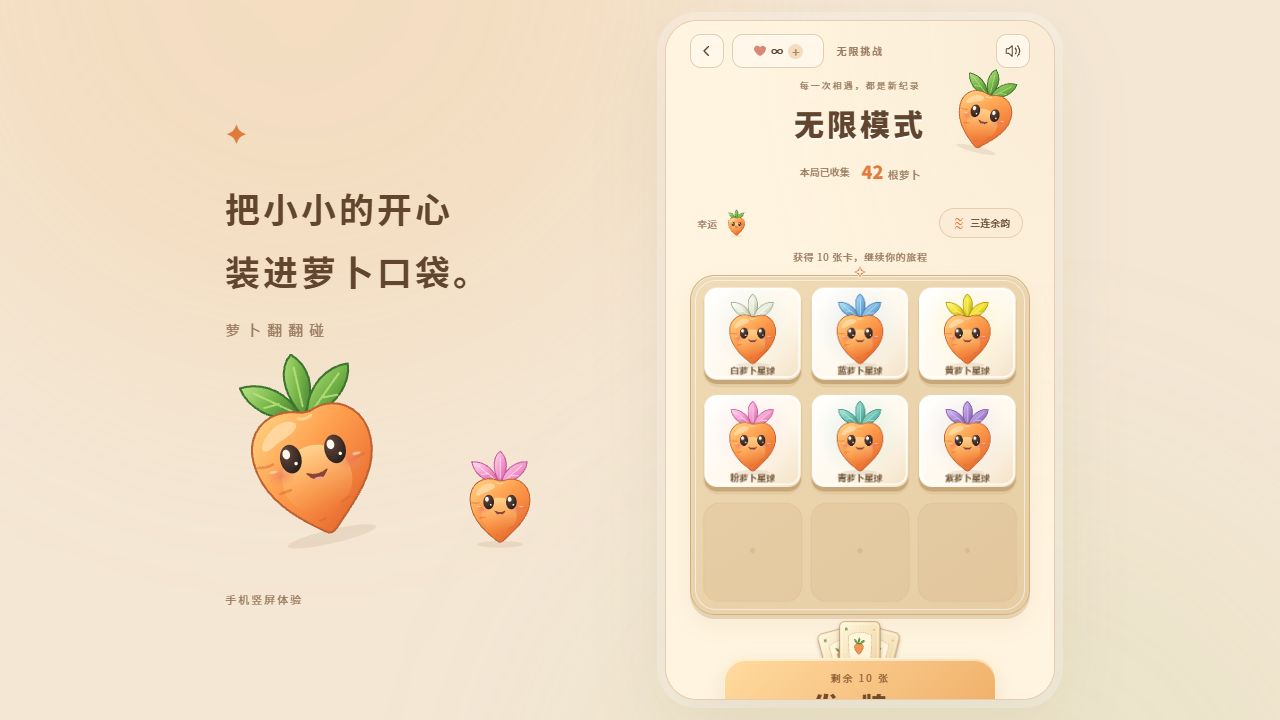 把小小的开心
装进萝卜口袋。
萝卜翻翻碰
手机竖屏体验
∞ +
无限挑战
每一次相遇，都是新纪录
无限模式
本局已收集 42 根萝卜
幸运
三连余韵
获得 10 张卡，继续你的旅程
白萝卜星球
蓝萝卜星球
黄萝卜星球
粉萝卜星球
青萝卜星球
紫萝卜星球
剩余 10 张